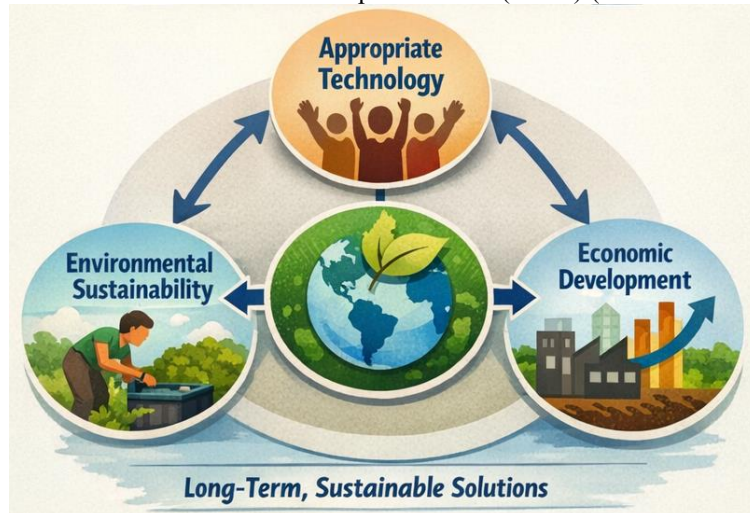 Appropriate
Technology
Environmental
Sustainability
Economic
Development
Long-Term, Sustainable Solutions